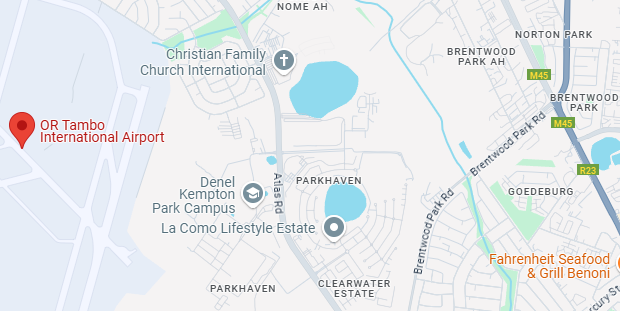 NOME AH
NORTON PARK
Christian Family
Church International
BRENTWOOD
PARK AH
M45
BRENTWOOD
PARK
M45
OR Tambo
International Airport
Brentwood Park Rd
R23
Atlas Rd
PARKHAVEN
Denel
Kempton
Park Campus
GOEDEBURG
La Como Lifestyle Estate
Brentwood Park Rd
Fahrenheit Seafood
& Grill Benoni
PARKHAVEN
CLEARWATER
ESTATE
rcury St